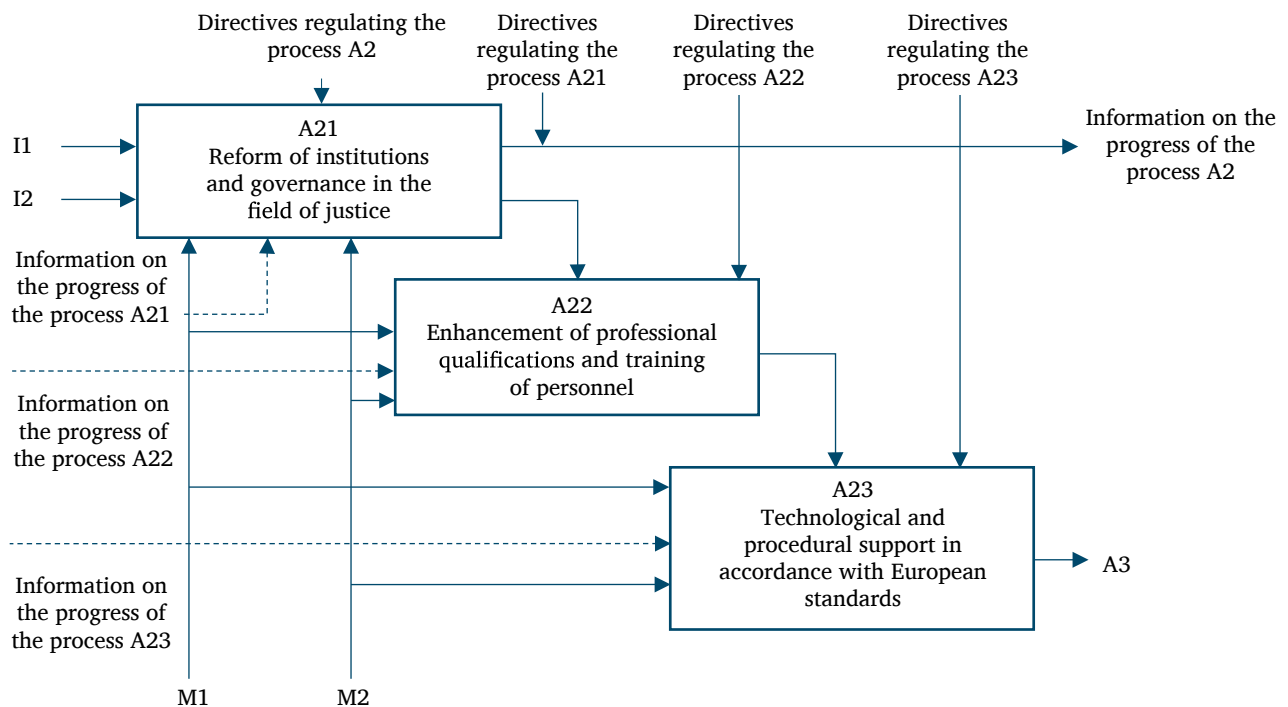 Directives regulating the
process A2
Directives
regulating the
process A21
Directives
regulating the
process A22
Directives
regulating the
process A23
I1
I2
A21
Reform of institutions
and governance in the
field of justice
Information on the
progress of the
process A2
Information on
the progress of
the process A21
A22
Enhancement of professional
qualifications and training
of personnel
Information on
the progress of
the process A22
A23
Technological and
procedural support in
accordance with European
standards
A3
Information on
the progress of
the process A23
M1
M2